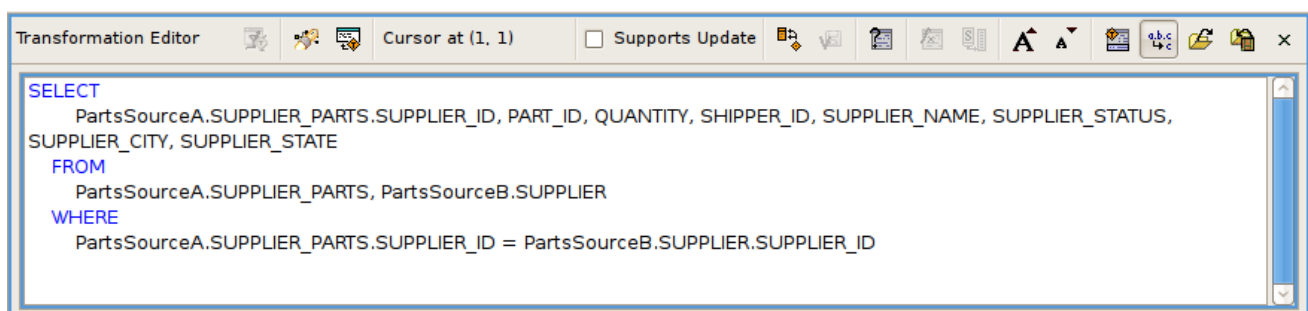 Transformation Editor Cursor at (1, 1) Supports Update A A a.b.c c ×
SELECT
PartsSourceA.SUPPLIER_PARTS.SUPPLIER_ID, PART_ID, QUANTITY, SHIPPER_ID, SUPPLIER_NAME, SUPPLIER_STATUS,
SUPPLIER_CITY, SUPPLIER_STATE
FROM
PartsSourceA.SUPPLIER_PARTS, PartsSourceB.SUPPLIER
WHERE
PartsSourceA.SUPPLIER_PARTS.SUPPLIER_ID = PartsSourceB.SUPPLIER.SUPPLIER_ID